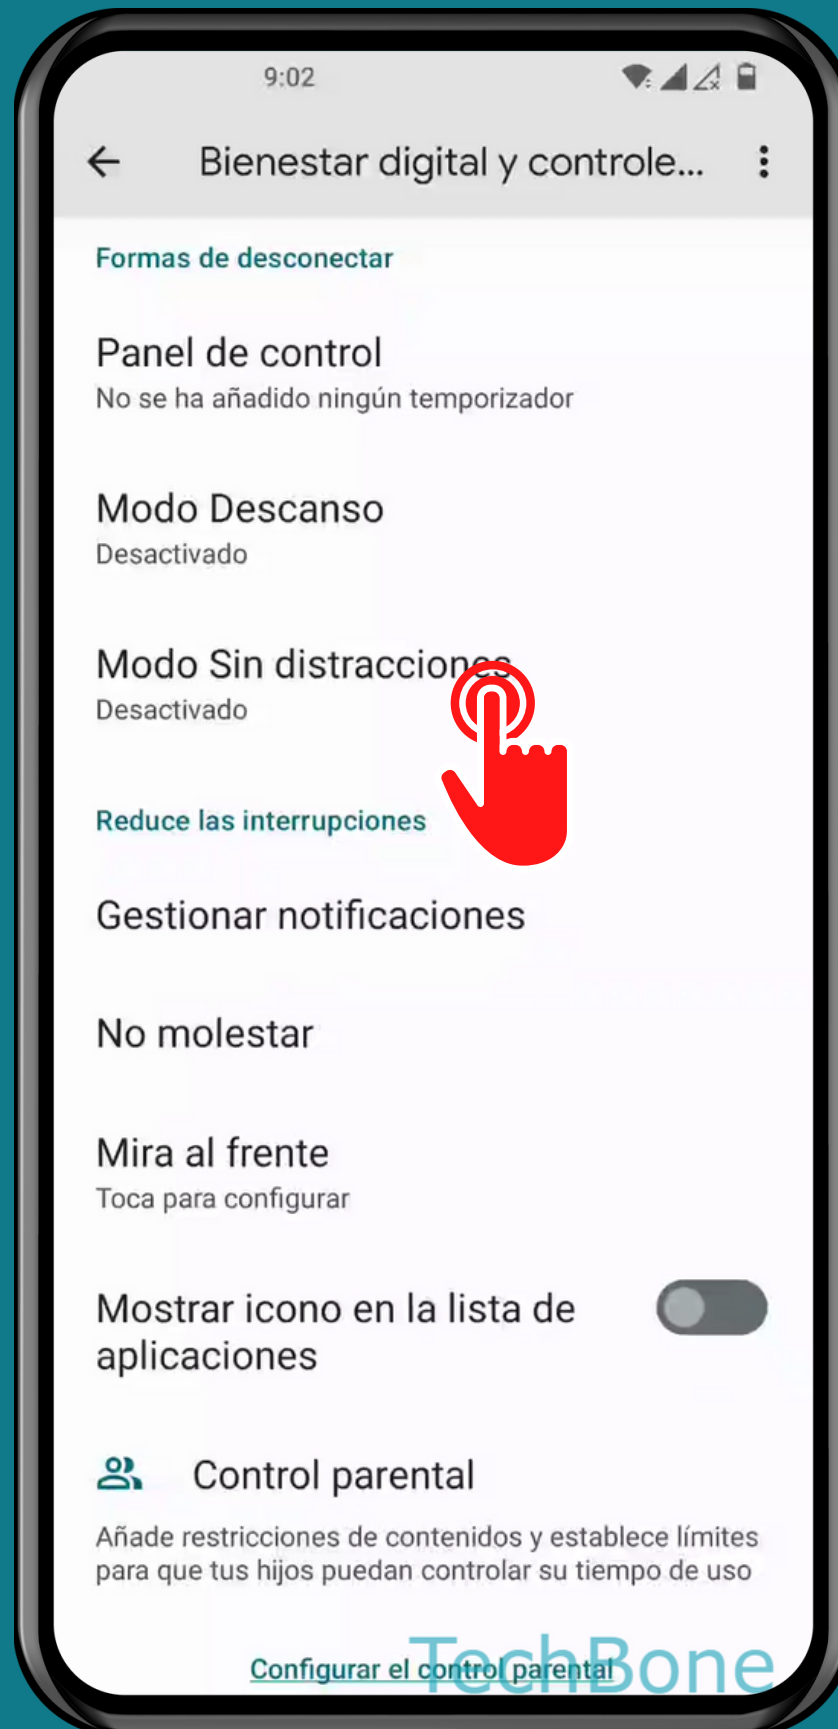 9:02
Bienestar digital y controle...
Formas de desconectar
Panel de control
No se ha añadido ningún temporizador
Modo Descanso
Desactivado
Modo Sin distracciones
Desactivado
Reduce las interrupciones
Gestionar notificaciones
No molestar
Mira al frente
Toca para configurar
Mostrar icono en la lista de
aplicaciones
Control parental
Añade restricciones de contenidos y establece límites
para que tus hijos puedan controlar su tiempo de uso
Configurar el control parental
TechBone